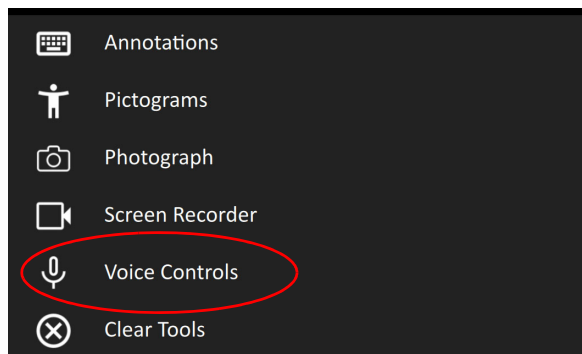 Annotations
Pictograms
Photograph
Screen Recorder
Voice Controls
Clear Tools